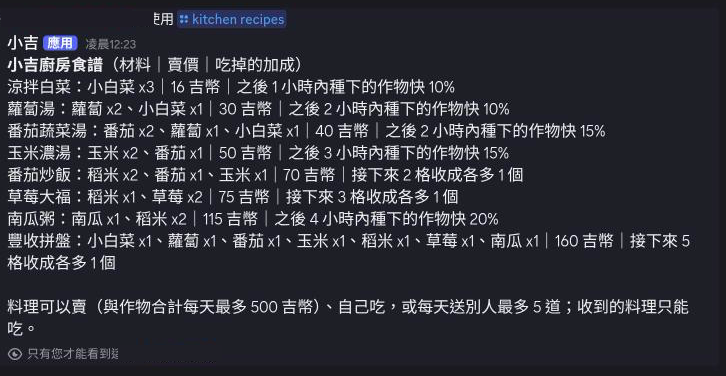 使用 kitchen recipes
小吉 應用 凌晨12:23
小吉廚房食譜（材料｜賣價｜吃掉的加成）
涼拌白菜：小白菜 x3｜16 吉幣｜之後 1 小時內種下的作物快 10%
蘿蔔湯：蘿蔔 x2、小白菜 x1｜30 吉幣｜之後 2 小時內種下的作物快 10%
番茄蔬菜湯：番茄 x2、蘿蔔 x1、小白菜 x1｜40 吉幣｜之後 2 小時內種下的作物快 15%
玉米濃湯：玉米 x2、番茄 x1｜50 吉幣｜之後 3 小時內種下的作物快 15%
番茄炒飯：稻米 x2、番茄 x1、玉米 x1｜70 吉幣｜接下來 2 格收成各多 1 個
草莓大福：稻米 x1、草莓 x2｜75 吉幣｜接下來 3 格收成各多 1 個
南瓜粥：南瓜 x1、稻米 x2｜115 吉幣｜之後 4 小時內種下的作物快 20%
豐收拼盤：小白菜 x1、蘿蔔 x1、番茄 x1、玉米 x1、稻米 x1、草莓 x1、南瓜 x1｜160 吉幣｜接下來 5
格收成各多 1 個
料理可以賣（與作物合計每天最多 500 吉幣）、自己吃，或每天送別人最多 5 道；收到的料理只能
吃。
只有您才能看到